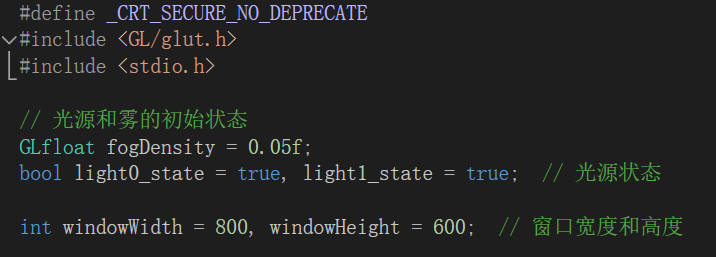 #define _CRT_SECURE_NO_DEPRECATE
#include <GL/glut.h>
#include <stdio.h>
// 光源和雾的初始状态
GLfloat fogDensity = 0.05f;
bool light0_state = true, light1_state = true;  // 光源状态
int windowWidth = 800, windowHeight = 600;  // 窗口宽度和高度